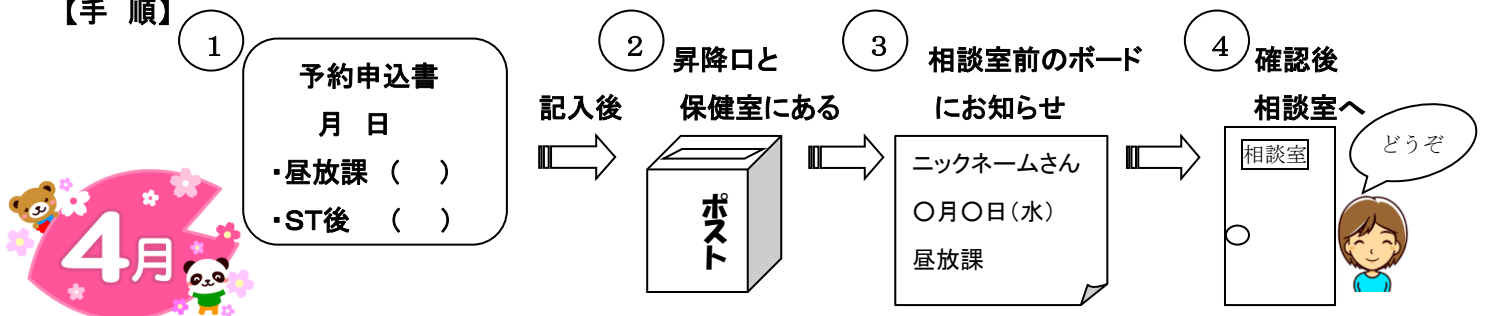 【手 順】
①
予約申込書
月 日
・昼放課 （ ）
・ST後 （ ）
記入後
② 昇降口と
保健室にある
ポスト
③ 相談室前のボード
にお知らせ
ニックネームさん
〇月〇日（水）
昼放課
④ 確認後
相談室へ
相談室
どうぞ
4月